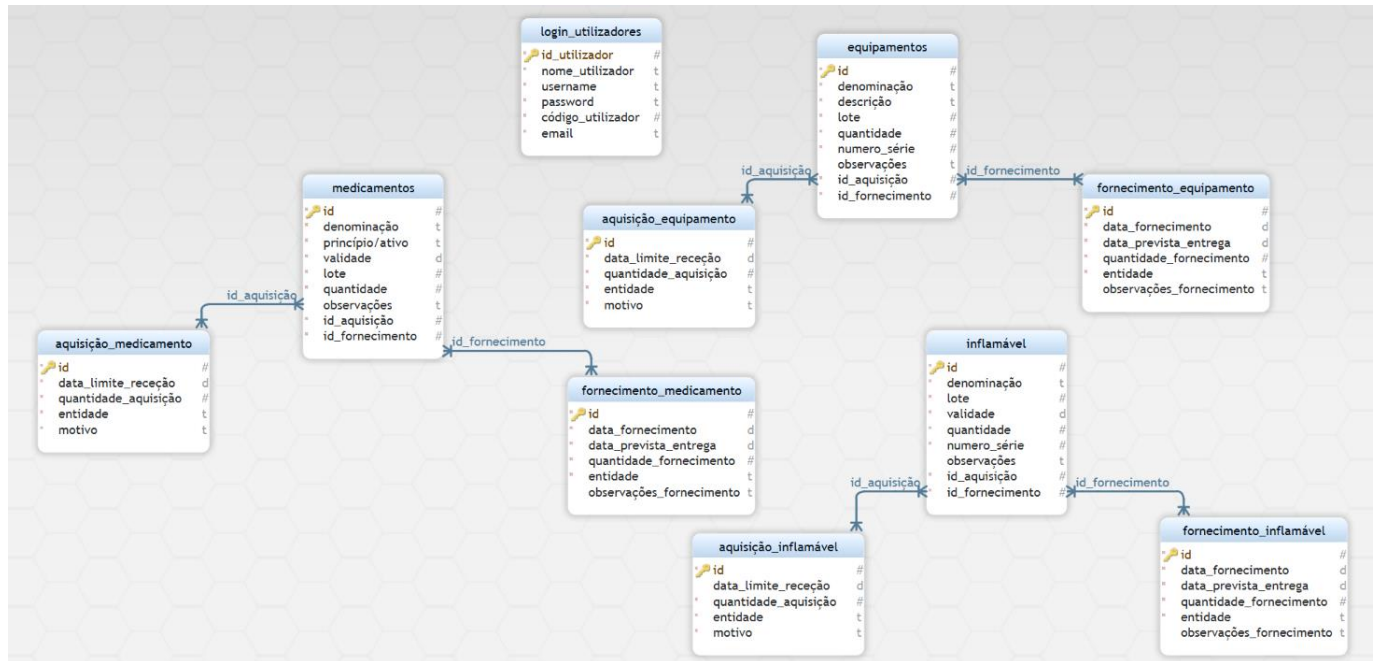 login_utilizadores
id_utilizador #
nome_utilizador t
username t
password t
código_utilizador #
email t
equipamentos
id #
denominação t
descrição t
lote #
quantidade #
numero_série #
observações t
id_aquisição #
id_fornecimento #
id_aquisição
id_fornecimento
medicamentos
id #
denominação t
princípio/ativo t
validade d
lote #
quantidade #
observações t
id_aquisição #
id_fornecimento #
id_aquisição
id_fornecimento
aquisição_equipamento
id #
data_limite_receção d
quantidade_aquisição #
entidade t
motivo t
fornecimento_equipamento
id #
data_fornecimento d
data_prevista_entrega d
quantidade_fornecimento #
entidade t
observações_fornecimento t
aquisição_medicamento
id #
data_limite_receção d
quantidade_aquisição #
entidade t
motivo t
fornecimento_medicamento
id #
data_fornecimento d
data_prevista_entrega d
quantidade_fornecimento #
entidade t
observações_fornecimento t
inflamável
id #
denominação t
lote #
validade d
quantidade #
numero_série #
observações t
id_aquisição #
id_fornecimento #
id_aquisição
id_fornecimento
aquisição_inflamável
id #
data_limite_receção d
quantidade_aquisição #
entidade t
motivo t
fornecimento_inflamável
id #
data_fornecimento d
data_prevista_entrega d
quantidade_fornecimento #
entidade t
observações_fornecimento t